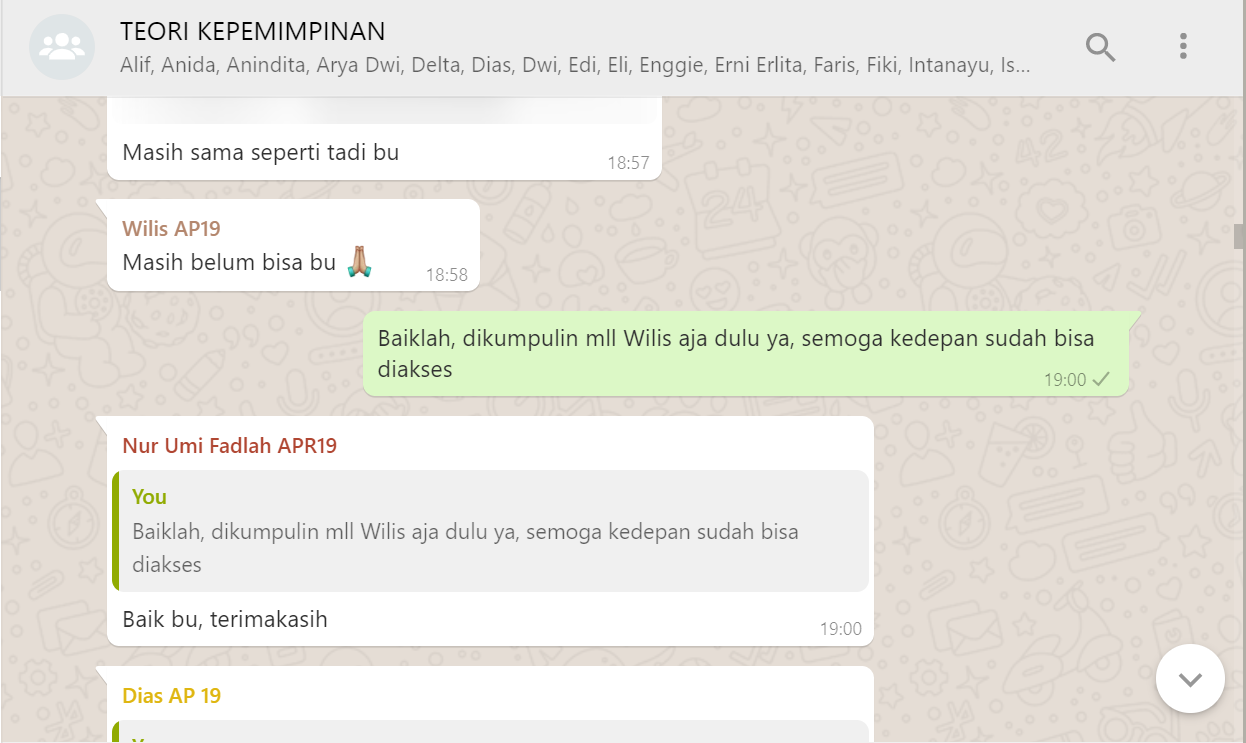 TEORI KEPEMIMPINAN
Alif, Anida, Anindita, Arya Dwi, Delta, Dias, Dwi, Edi, Eli, Enggie, Erni Erlita, Faris, Fiki, Intanayu, Is...
Masih sama seperti tadi bu
18:57
Wilis AP19
Masih belum bisa bu 🙏
18:58
Baiklah, dikumpulin mll Wilis aja dulu ya, semoga kedepan sudah bisa
diakses
19:00
Nur Umi Fadlah APR19
You
Baiklah, dikumpulin mll Wilis aja dulu ya, semoga kedepan sudah bisa
diakses
Baik bu, terimakasih
19:00
Dias AP 19